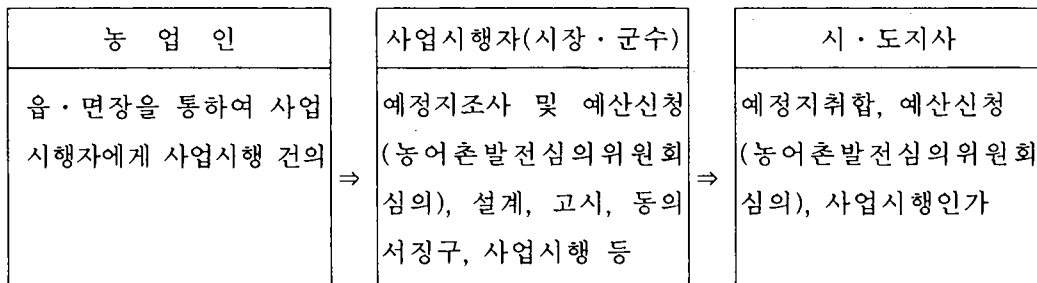 농 업 인
읍·면장을 통하여 사업
시행자에게 사업시행 건의
⇒
사업시행자(시장·군수)
예정지조사 및 예산신청
(농어촌발전심의위원회
심의), 설계, 고시, 동의
서징구, 사업시행 등
⇒
시·도지사
예정지취합, 예산신청
(농어촌발전심의위원회
심의), 사업시행인가